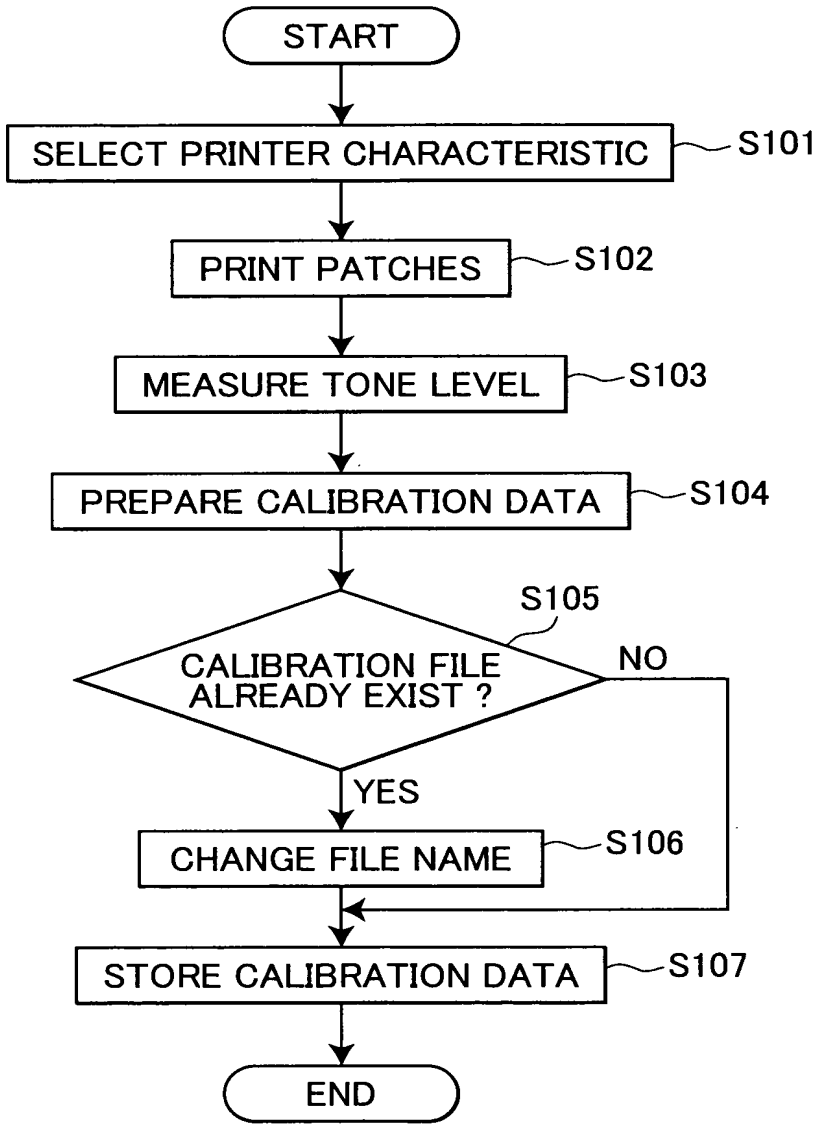 START
SELECT PRINTER CHARACTERISTIC
S101
PRINT PATCHES
S102
MEASURE TONE LEVEL
S103
PREPARE CALIBRATION DATA
S104
S105
CALIBRATION FILE
ALREADY EXIST ?
NO
YES
CHANGE FILE NAME
S106
STORE CALIBRATION DATA
S107
END